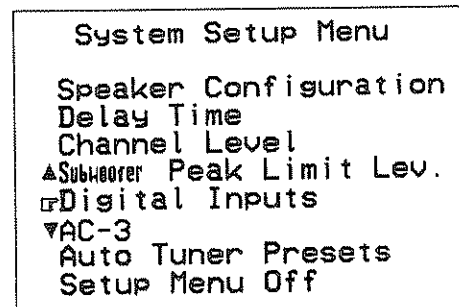 System Setup Menu
Speaker Configuration
Delay Time
Channel Level
▲Subwoofer Peak Limit Lev.
☞Digital Inputs
▼AC-3
Auto Tuner Presets
Setup Menu Off